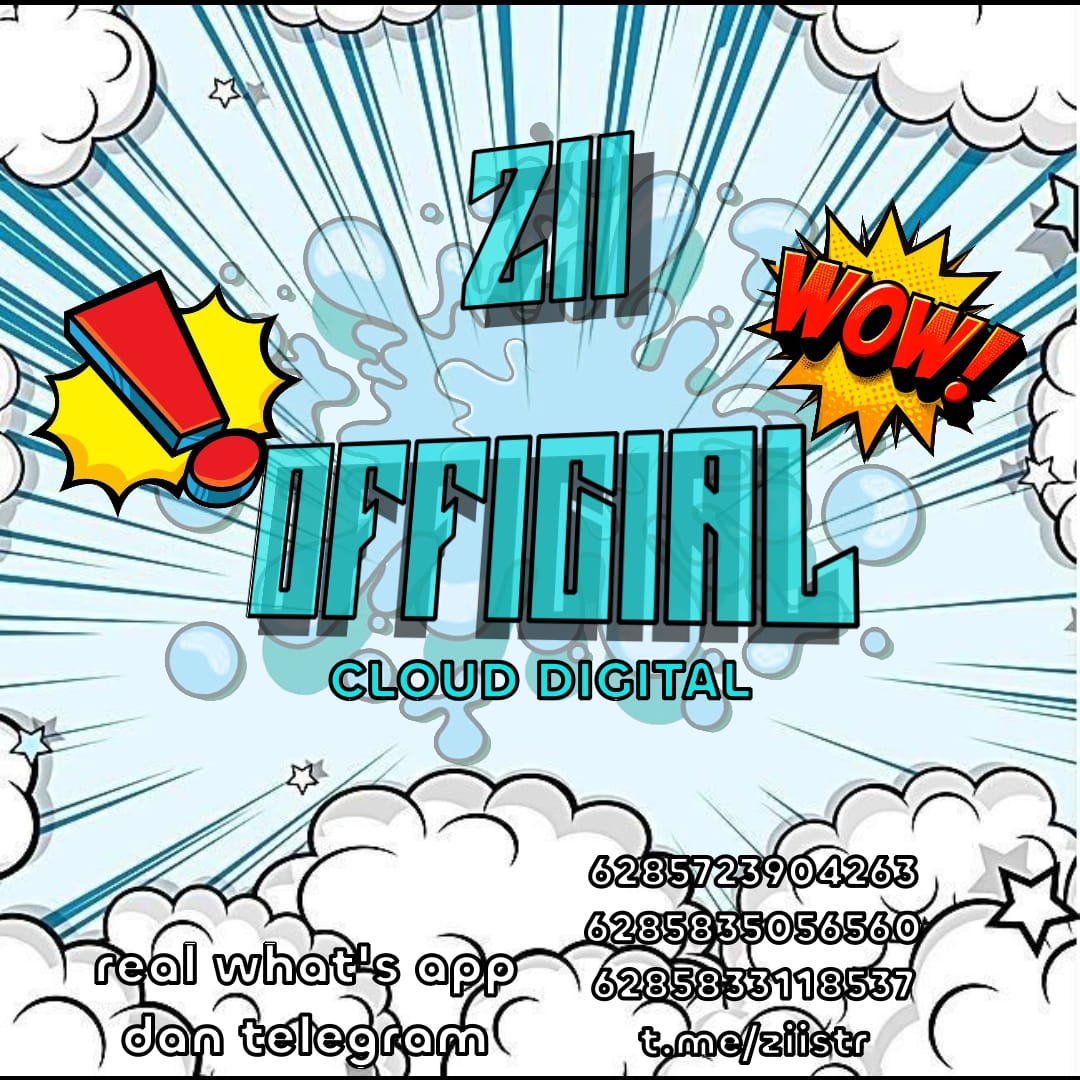 ZII
WOW!
!
OFFICIAL
CLOUD DIGITAL
6285723904263
6285835056560
6285833118537
real what's app
dan telegram
t.me/ziistr